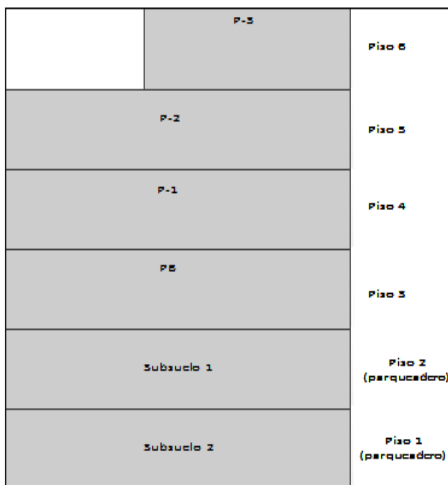 P-3
Piso 6
P-2
Piso 5
P-1
Piso 4
PB
Piso 3
Subsuelo 1
Piso 2
(parqueadero)
Subsuelo 2
Piso 1
(parqueadero)